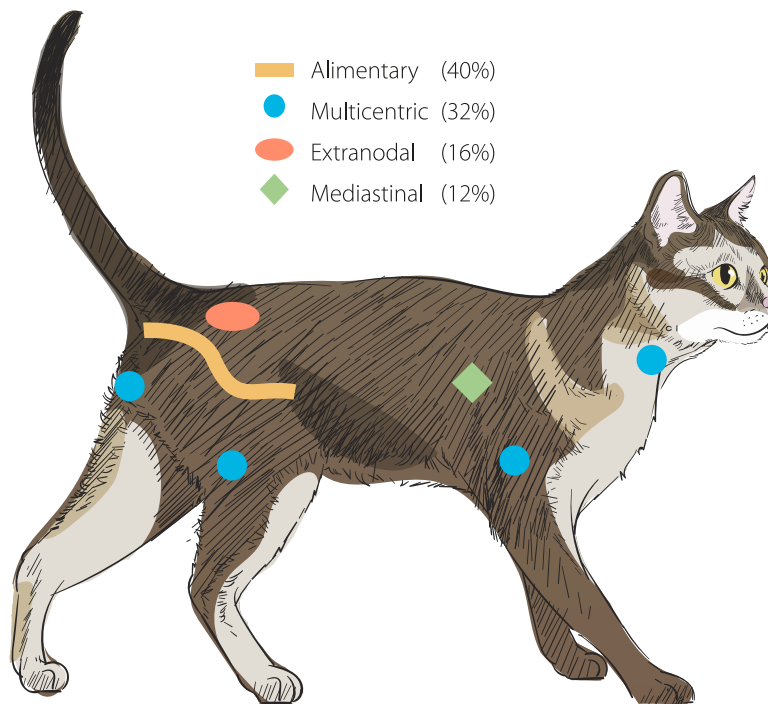 Alimentary (40%)
Multicentric (32%)
Extranodal (16%)
Mediastinal (12%)